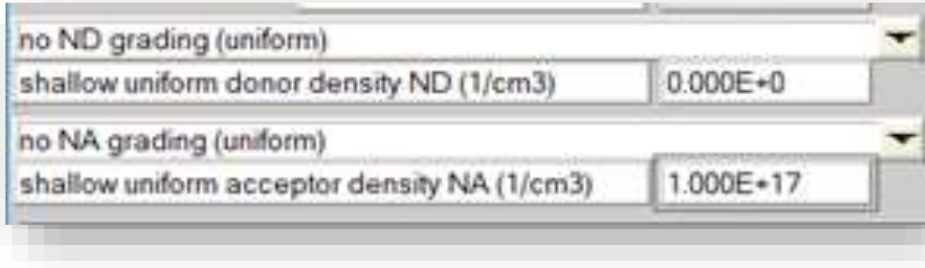 no ND grading (uniform)
shallow uniform donor density ND (1/cm3) 0.000E+0
no NA grading (uniform)
shallow uniform acceptor density NA (1/cm3) 1.000E+17